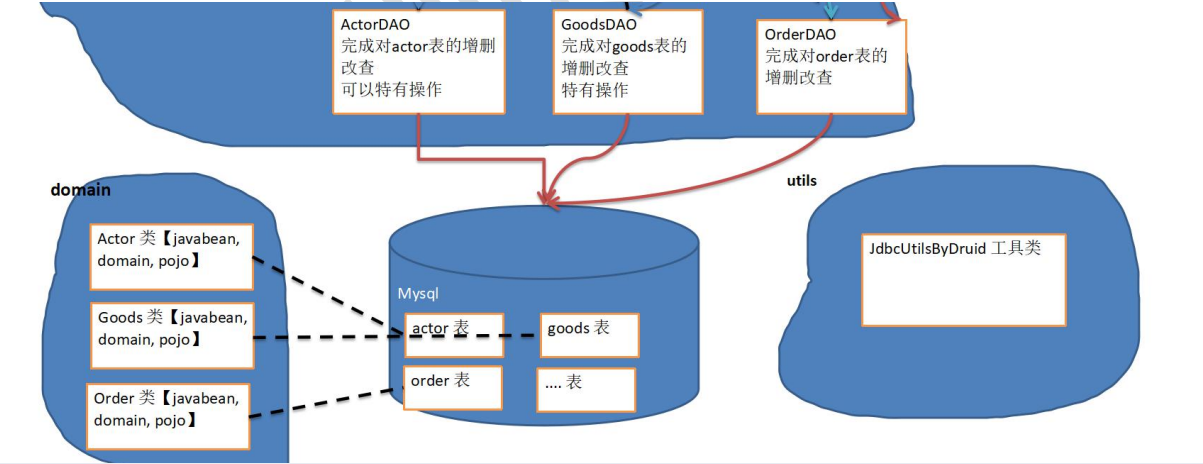 ActorDAO
完成对actor表的增删
改查
可以特有操作
GoodsDAO
完成对goods表的
增删改查
特有操作
OrderDAO
完成对order表的
增删改查
domain
Actor 类【javabean,
domain, pojo】
Goods 类【javabean,
domain, pojo】
Order 类【javabean,
domain, pojo】
Mysql
actor 表
goods 表
order 表
.... 表
utils
JdbcUtilsByDruid 工具类